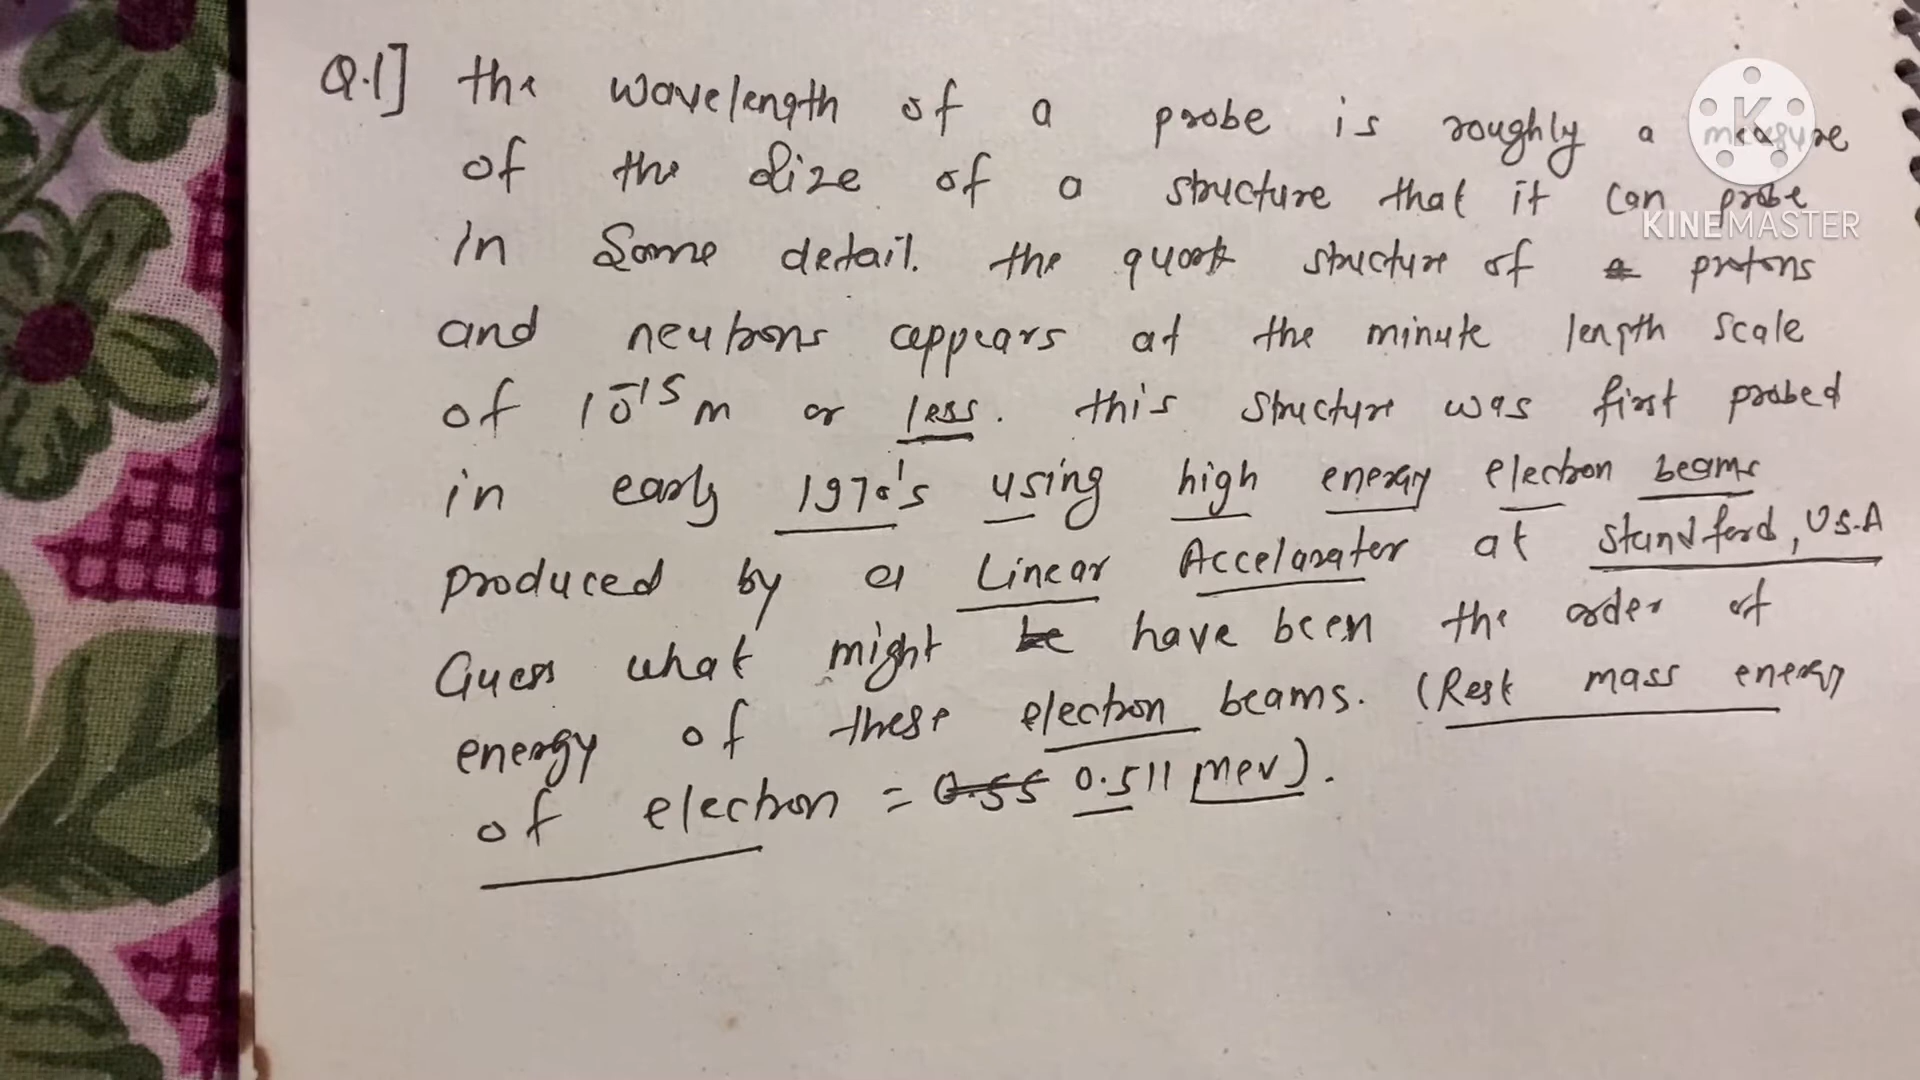 Q.1] the wavelength of a probe is roughly a measure
of the size of a structure that it can probe
in some detail. the quark structure of a protons
and neutrons appears at the minute length scale
of 10^-15 m or less. this structure was first probed
in early 1970's using high energy electron beams
produced by a Linear Accelarater at standford, U.S.A
Guess what might be have been the order of
energy of these electron beams. (Rest mass energy
of electron = 0.55 0.511 mev).
K
KINEMASTER